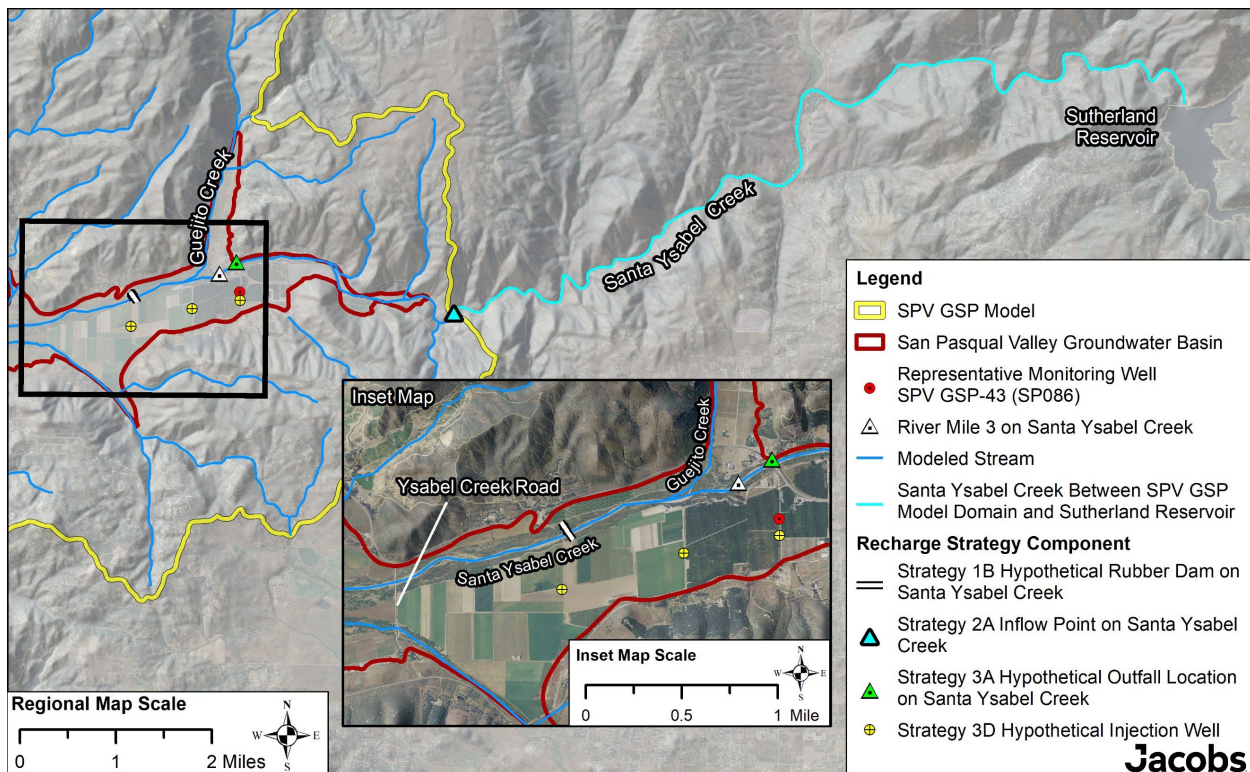 Guejito Creek
Santa Ysabel Creek
Sutherland
Reservoir
Inset Map
Ysabel Creek Road
Guejito Creek
Santa Ysabel Creek
Inset Map Scale
N
W E
S
0 0.5 1 Mile
Regional Map Scale
N
W E
S
0 1 2 Miles
Legend
SPV GSP Model
San Pasqual Valley Groundwater Basin
Representative Monitoring Well
SPV GSP-43 (SP086)
River Mile 3 on Santa Ysabel Creek
Modeled Stream
Santa Ysabel Creek Between SPV GSP
Model Domain and Sutherland Reservoir
Recharge Strategy Component
Strategy 1B Hypothetical Rubber Dam on
Santa Ysabel Creek
Strategy 2A Inflow Point on Santa Ysabel
Creek
Strategy 3A Hypothetical Outfall Location
on Santa Ysabel Creek
Strategy 3D Hypothetical Injection Well
Jacobs